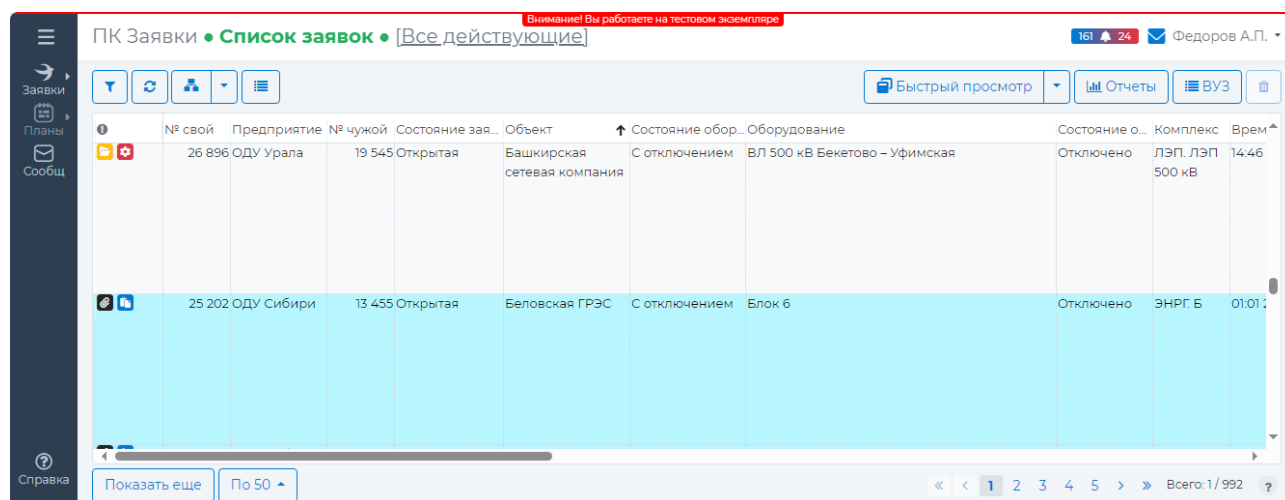 Внимание! Вы работаете на тестовом экземпляре
ПК Заявки ● Список заявок ● [Все действующие]
161 24 Федоров А.П.
Заявки
Планы
Сообщ
Справка
Быстрый просмотр Отчеты ВУЗ
№ свой Предприятие № чужой Состояние зая... Объект Состояние обор... Оборудование Состояние о... Комплекс Врем
26 896 ОДУ Урала 19 545 Открытая Башкирская С отключением ВЛ 500 кВ Бекетово – Уфимская Отключено ЛЭП. ЛЭП 14:46
сетевая компания 500 кВ
25 202 ОДУ Сибири 13 455 Открытая Беловская ГРЭС С отключением Блок 6 Отключено ЭНРГ. Б 01:01
Показать еще По 50 « < 1 2 3 4 5 > » Всего: 1 / 992 ?